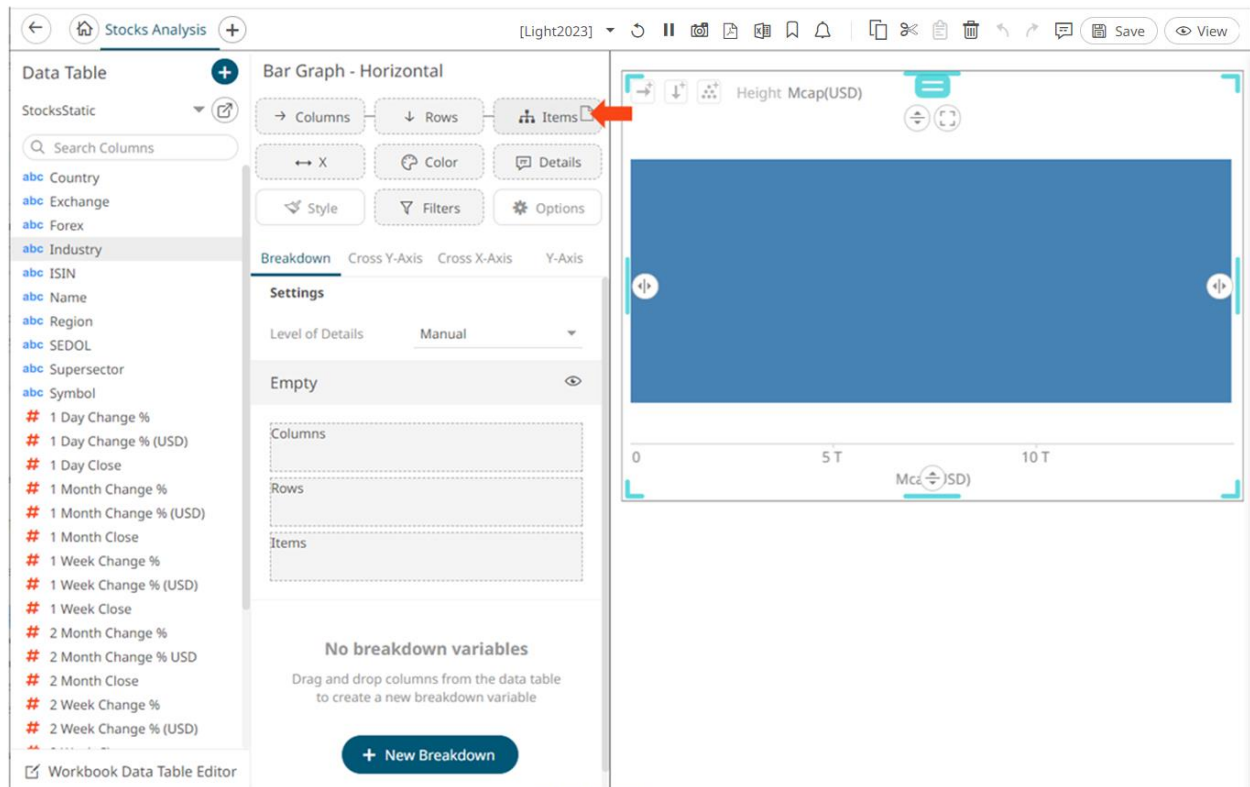 Stocks Analysis
[Light2023]
Save
View
Data Table
StocksStatic
Search Columns
abc Country
abc Exchange
abc Forex
abc Industry
abc ISIN
abc Name
abc Region
abc SEDOL
abc Supersector
abc Symbol
# 1 Day Change %
# 1 Day Change % (USD)
# 1 Day Close
# 1 Month Change %
# 1 Month Change % (USD)
# 1 Month Close
# 1 Week Change %
# 1 Week Change % (USD)
# 1 Week Close
# 2 Month Change %
# 2 Month Change % USD
# 2 Month Close
# 2 Week Change %
# 2 Week Change % (USD)
Workbook Data Table Editor
Bar Graph - Horizontal
Columns
Rows
Items
X
Color
Details
Style
Filters
Options
Breakdown
Cross Y-Axis
Cross X-Axis
Y-Axis
Settings
Level of Details
Manual
Empty
Columns
Rows
Items
No breakdown variables
Drag and drop columns from the data table
to create a new breakdown variable
+ New Breakdown
Height Mcap(USD)
0
5 T
10 T